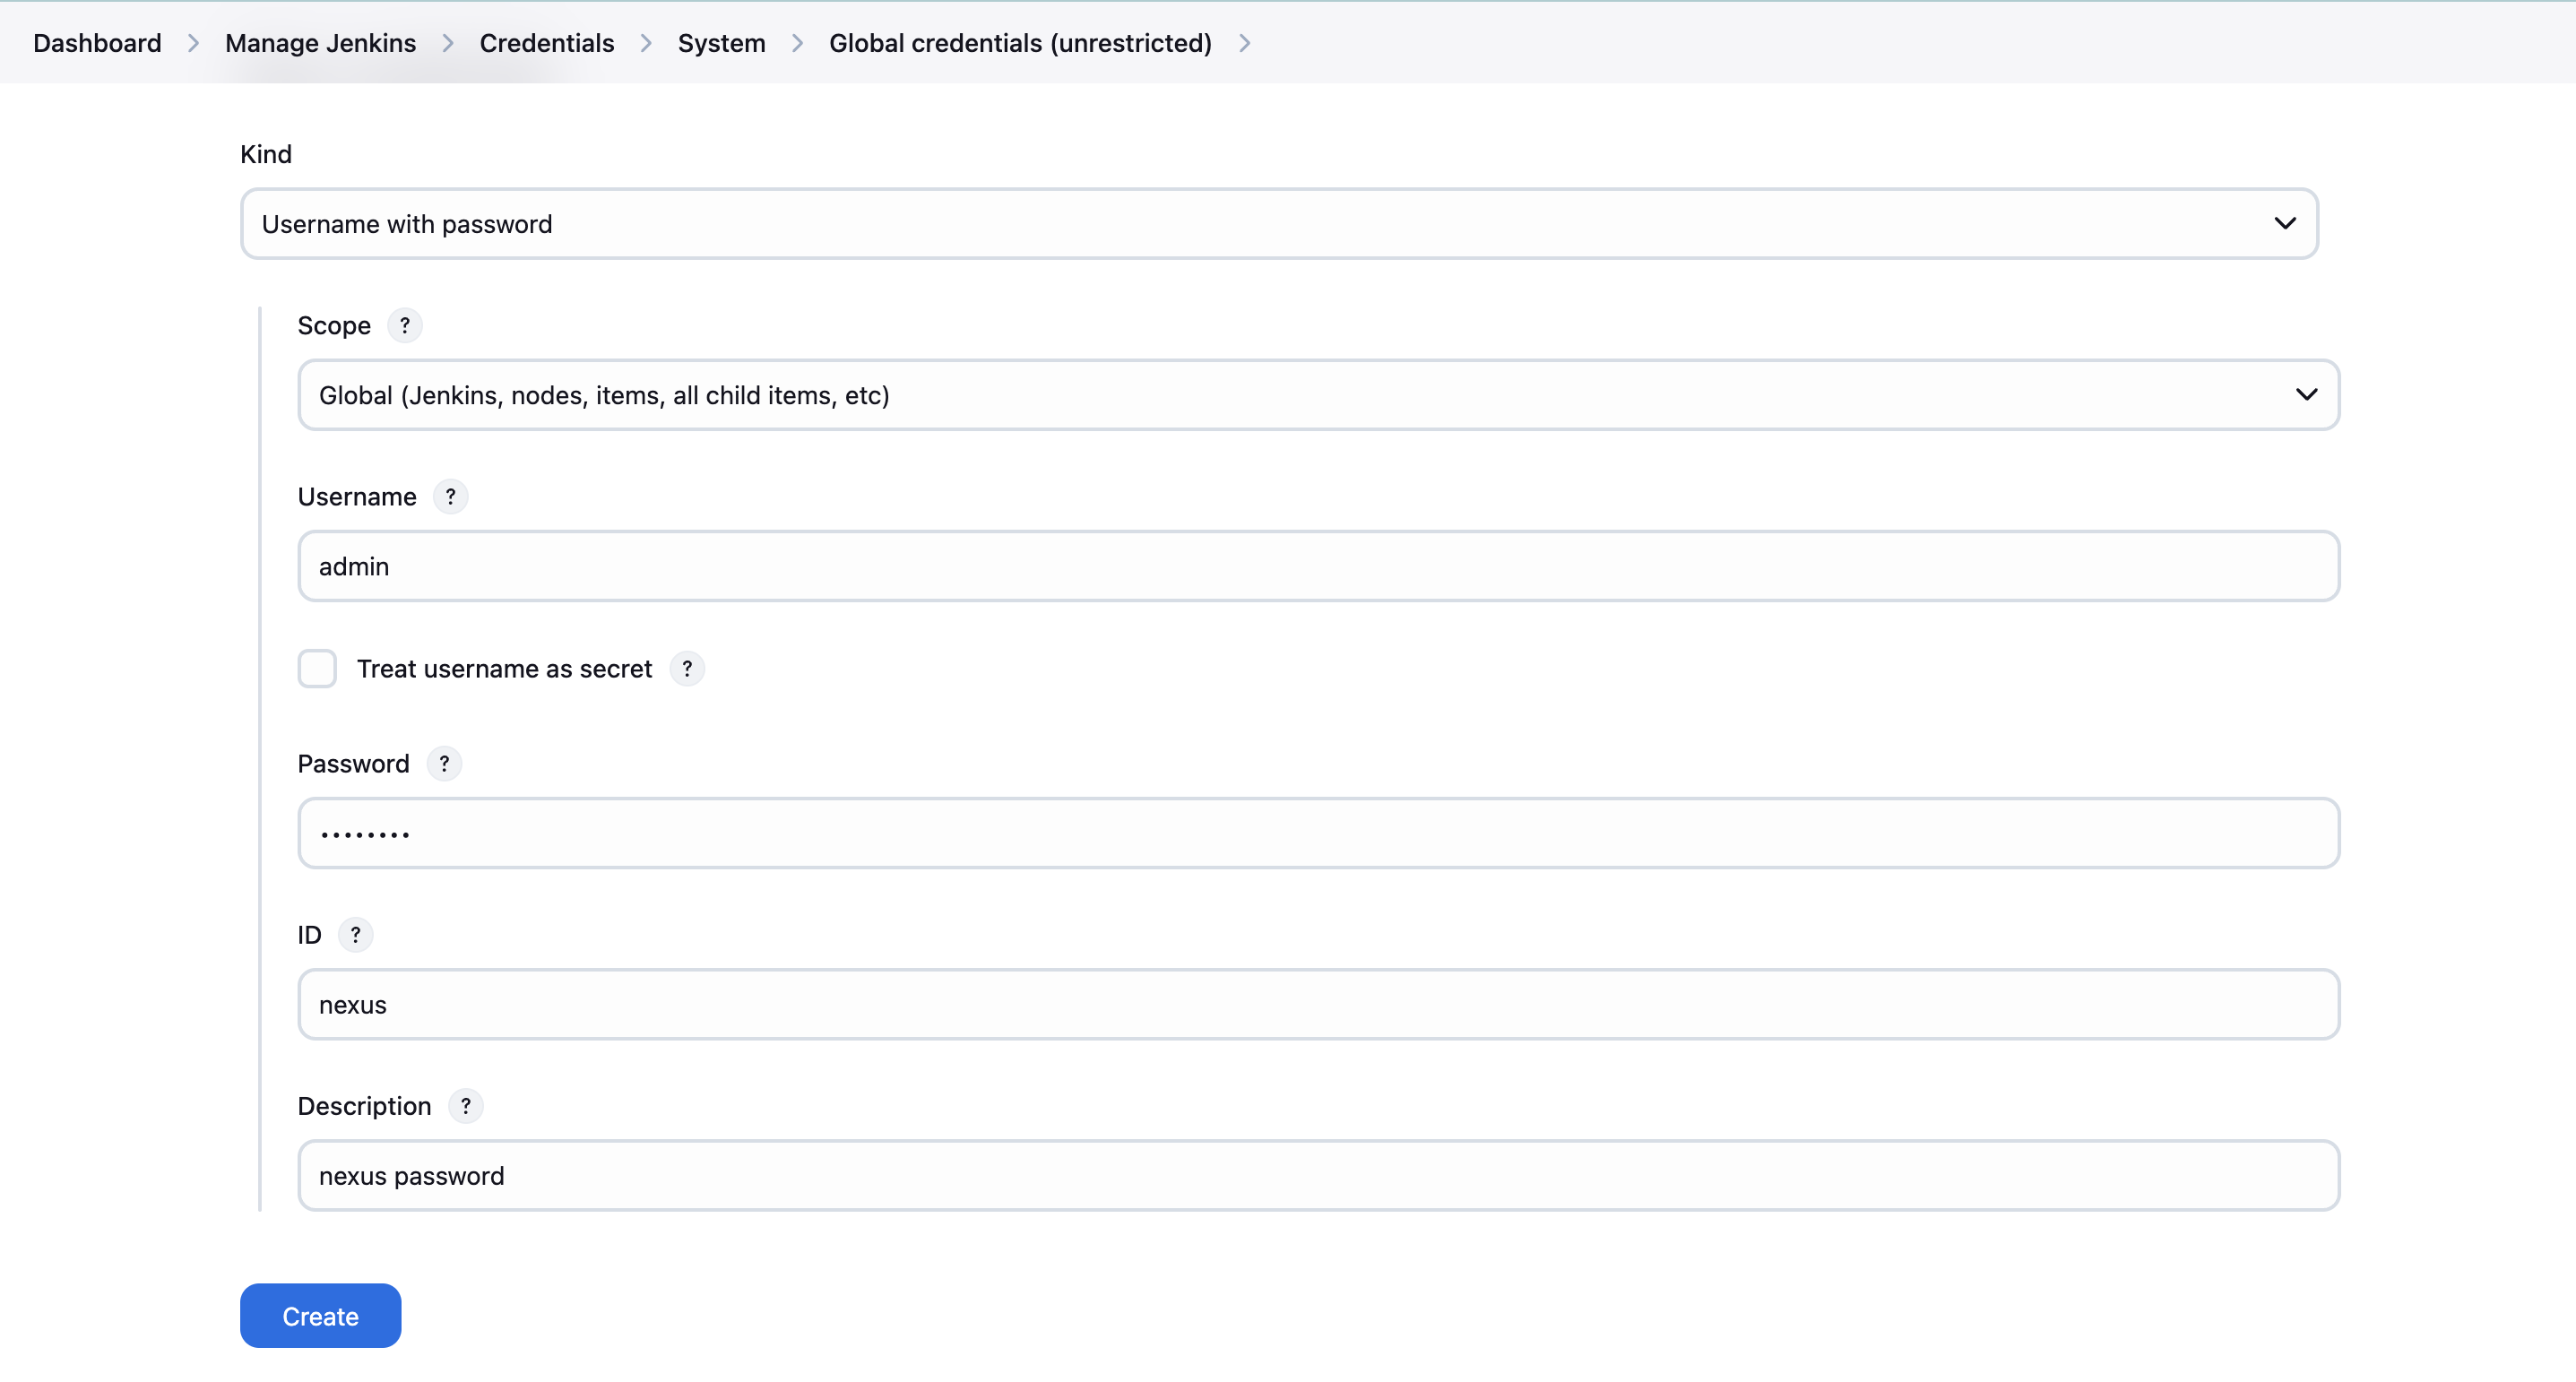 Dashboard > Manage Jenkins > Credentials > System > Global credentials (unrestricted) >
Kind
Username with password
Scope ?
Global (Jenkins, nodes, items, all child items, etc)
Username ?
admin
Treat username as secret ?
Password ?
••••••••
ID ?
nexus
Description ?
nexus password
Create